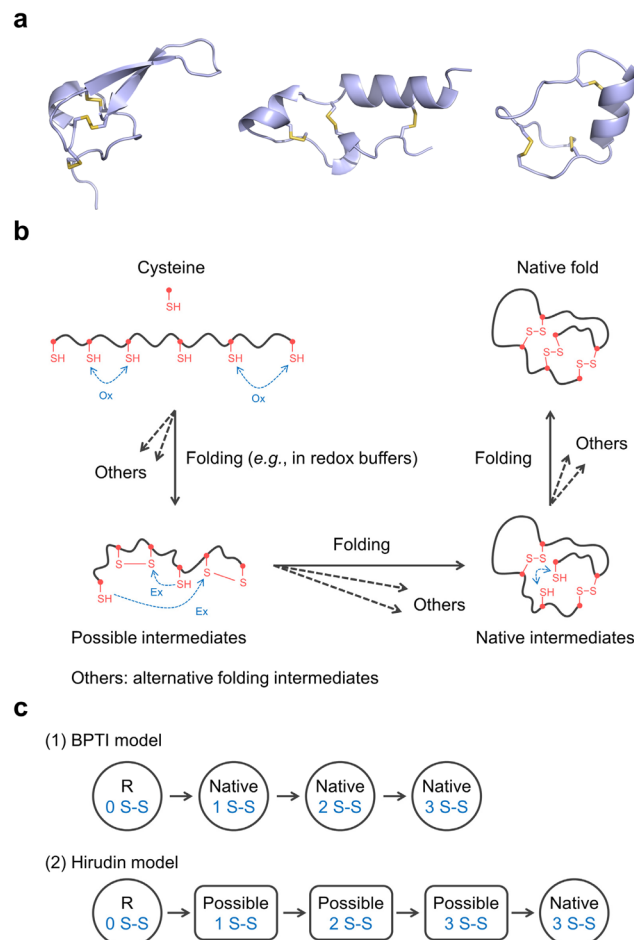 a
b
Cysteine
SH
SH SH SH SH SH SH
Ox Ox
Others
Folding (e.g., in redox buffers)
Native fold
S-S
S-S
S-S
Folding
Others
S S
SH
S
S
Ex
SH
Ex
Possible intermediates
Folding
Others
S-S
SH
SH
S-S
Native intermediates
Others: alternative folding intermediates
c
(1) BPTI model
R
0 S-S
Native
1 S-S
Native
2 S-S
Native
3 S-S
(2) Hirudin model
R
0 S-S
Possible
1 S-S
Possible
2 S-S
Possible
3 S-S
Native
3 S-S